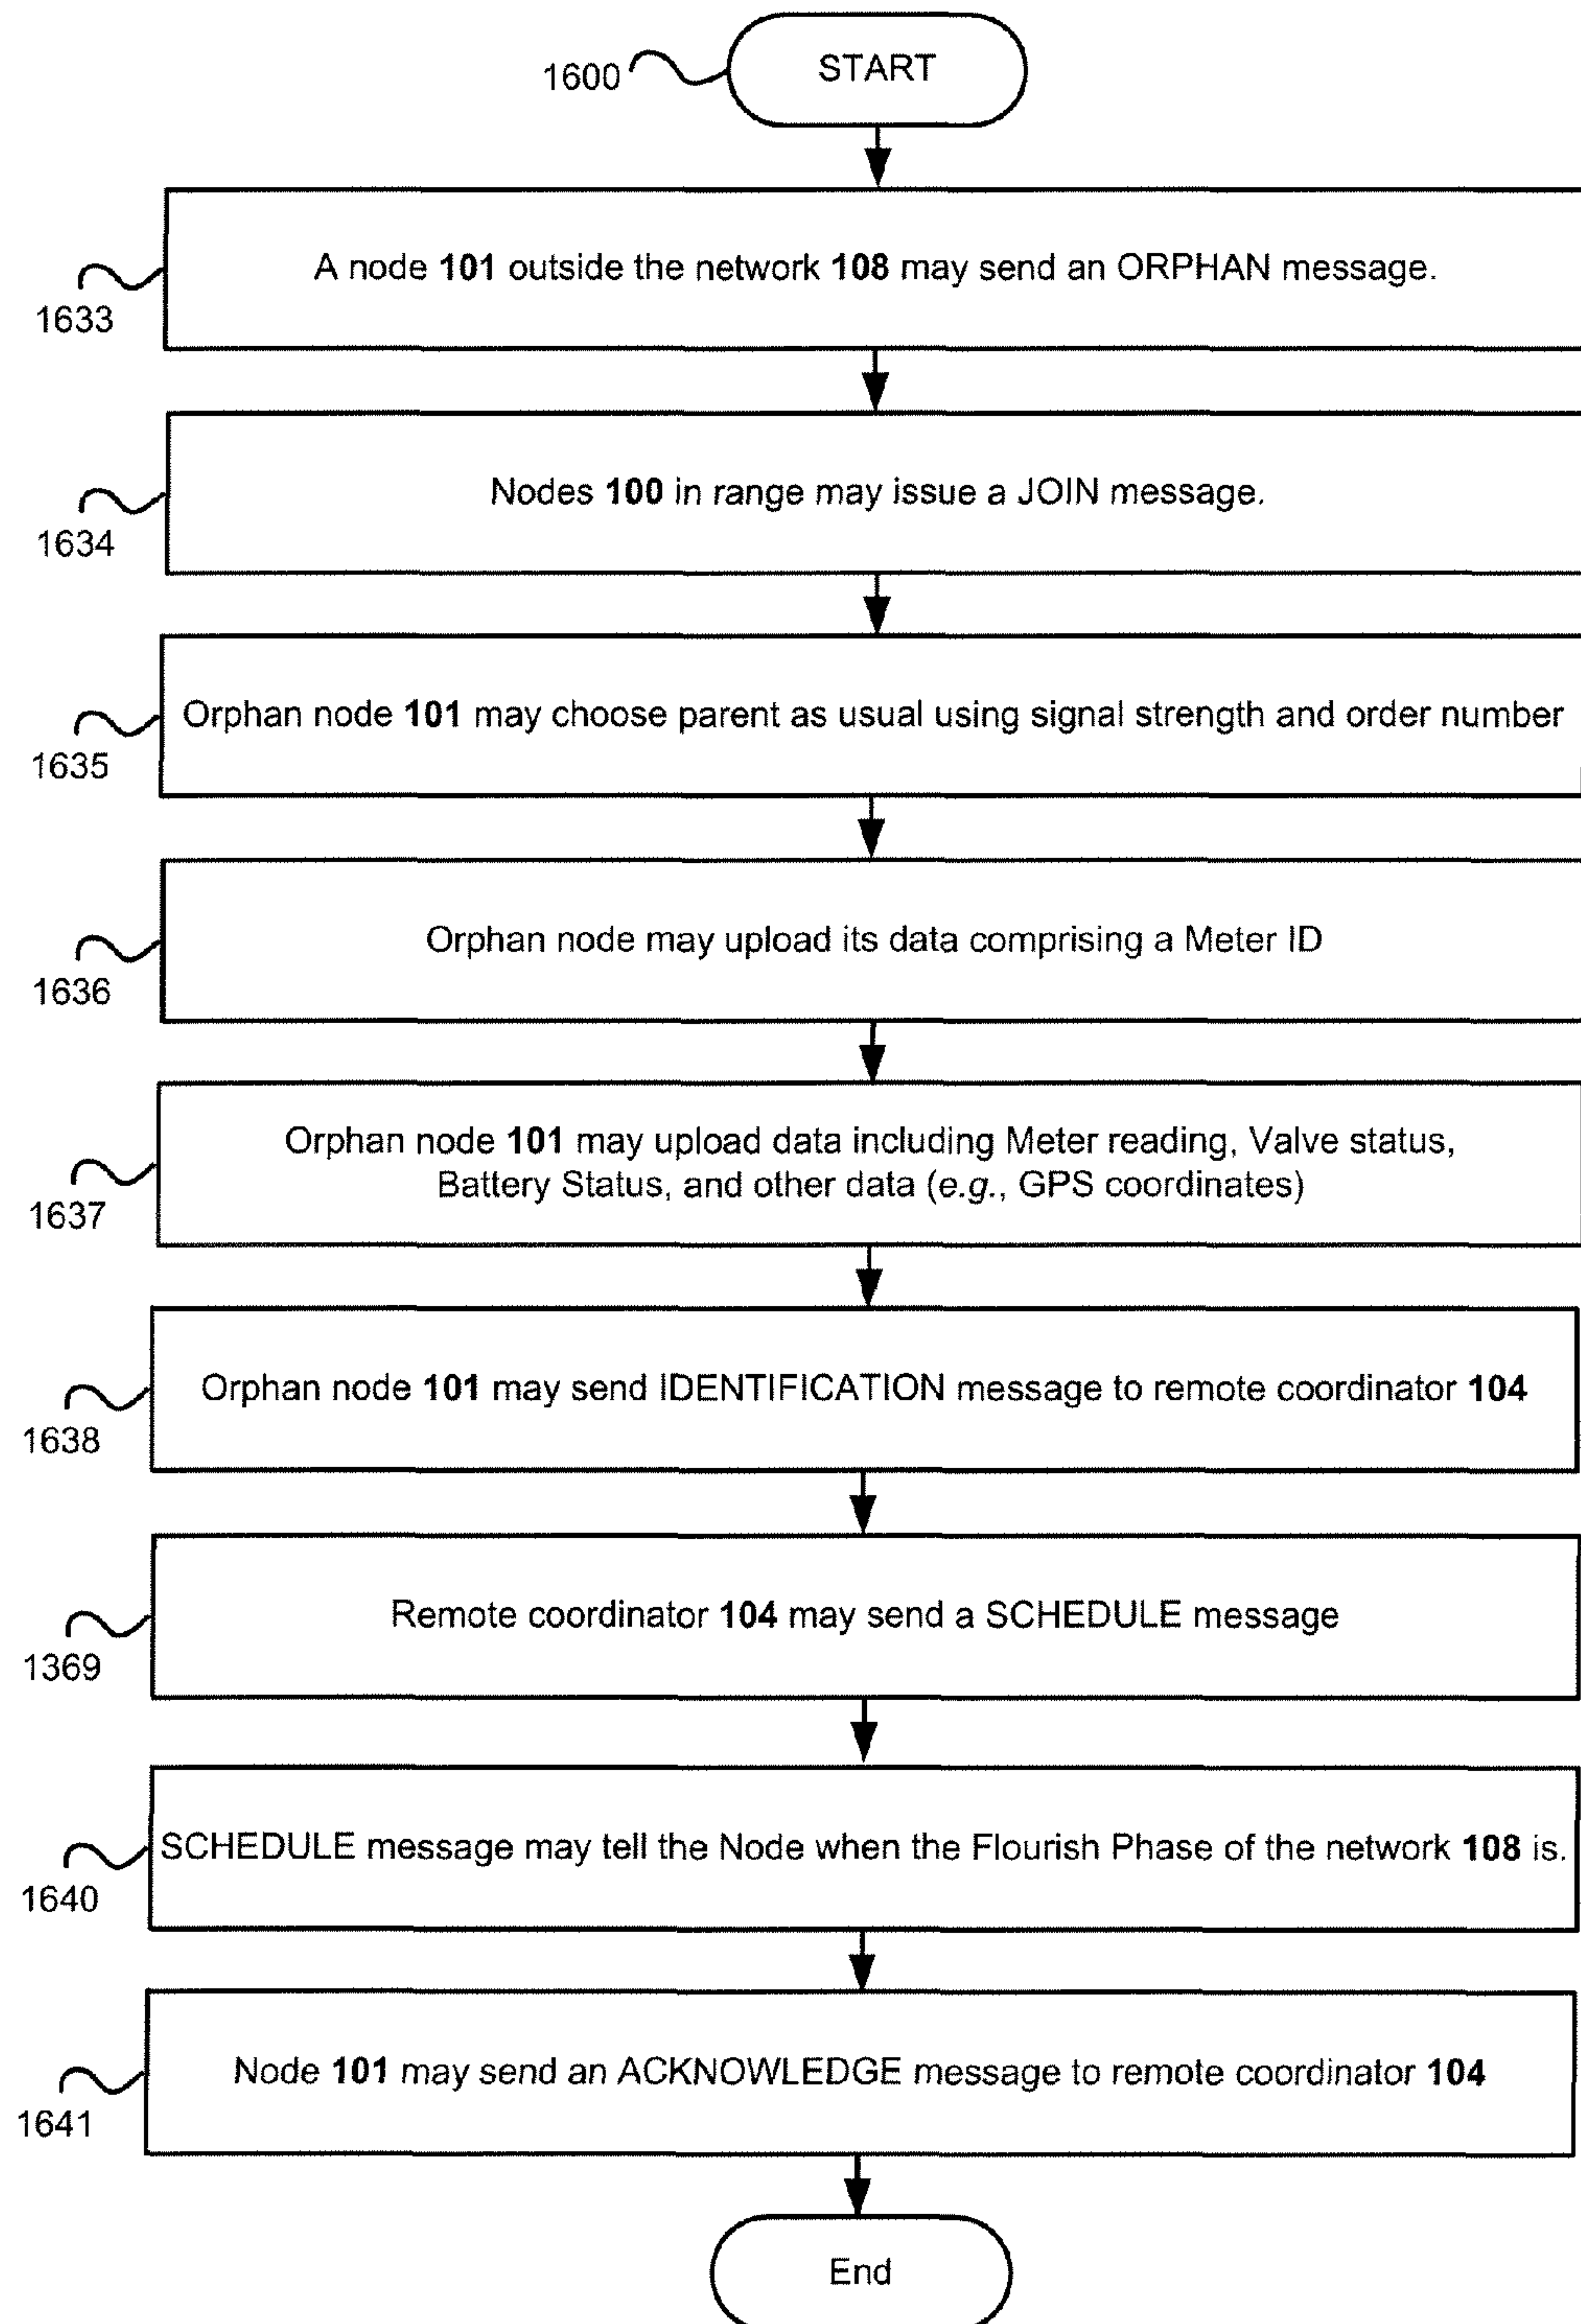 1600
START
A node 101 outside the network 108 may send an ORPHAN message.
1633
Nodes 100 in range may issue a JOIN message.
1634
Orphan node 101 may choose parent as usual using signal strength and order number
1635
Orphan node may upload its data comprising a Meter ID
1636
Orphan node 101 may upload data including Meter reading, Valve status,
Battery Status, and other data (e.g., GPS coordinates)
1637
Orphan node 101 may send IDENTIFICATION message to remote coordinator 104
1638
Remote coordinator 104 may send a SCHEDULE message
1369
SCHEDULE message may tell the Node when the Flourish Phase of the network 108 is.
1640
Node 101 may send an ACKNOWLEDGE message to remote coordinator 104
1641
End